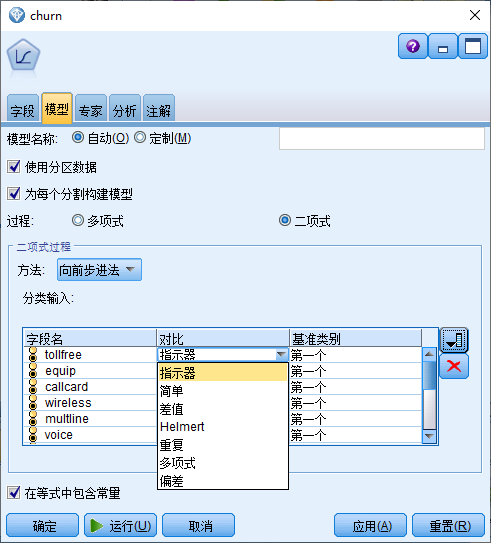 churn
字段 模型 专家 分析 注解
模型名称: 自动(O) 定制(M)
使用分区数据
为每个分割构建模型
过程: 多项式 二项式
二项式过程
方法: 向前步进法
分类输入:
字段名 对比 基准类别
tollfree 指示器 第一个
equip 指示器 第一个
callcard 简单 第一个
wireless 差值 第一个
multline Helmert 第一个
voice 重复 第一个
多项式
偏差
在等式中包含常量
确定 运行(U) 取消 应用(A) 重置(R)